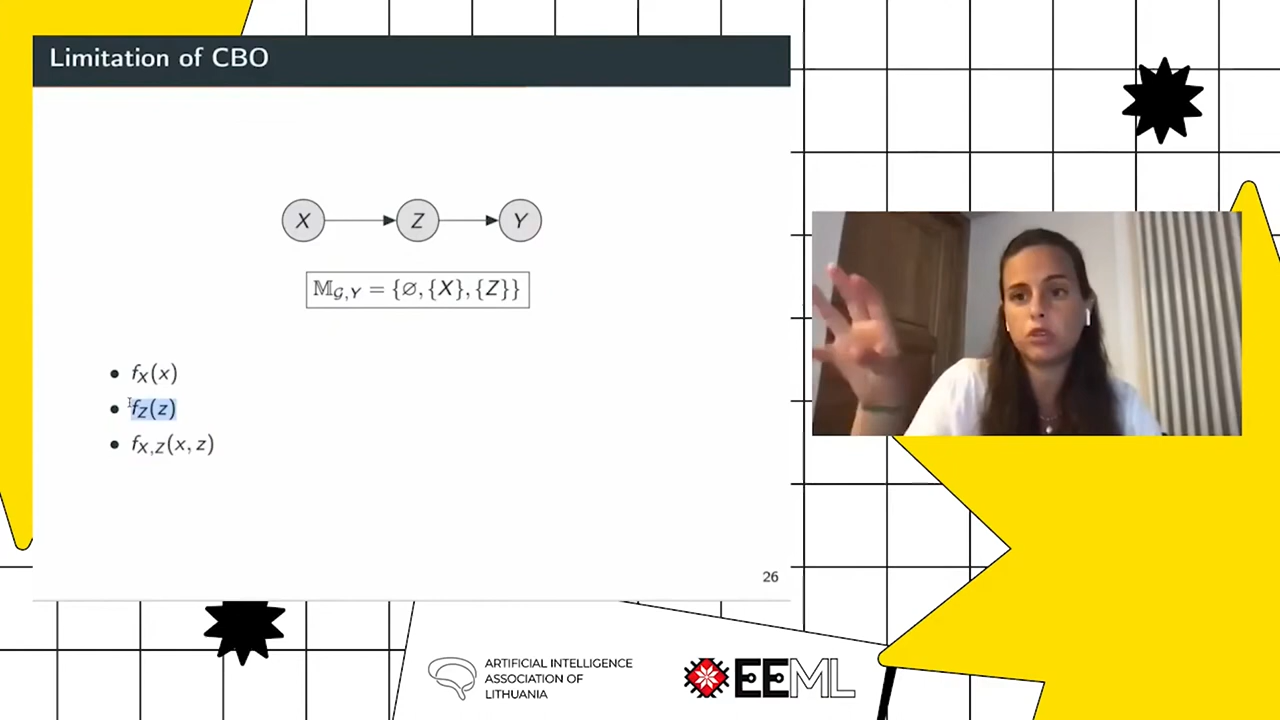 Limitation of CBO
X
Z
Y
𝕄_{𝒢,Y} = {∅, {X}, {Z}}
• f_X(x)
• f_Z(z)
• f_{X,Z}(x, z)
26
ARTIFICIAL INTELLIGENCE
ASSOCIATION OF
LITHUANIA
EEML